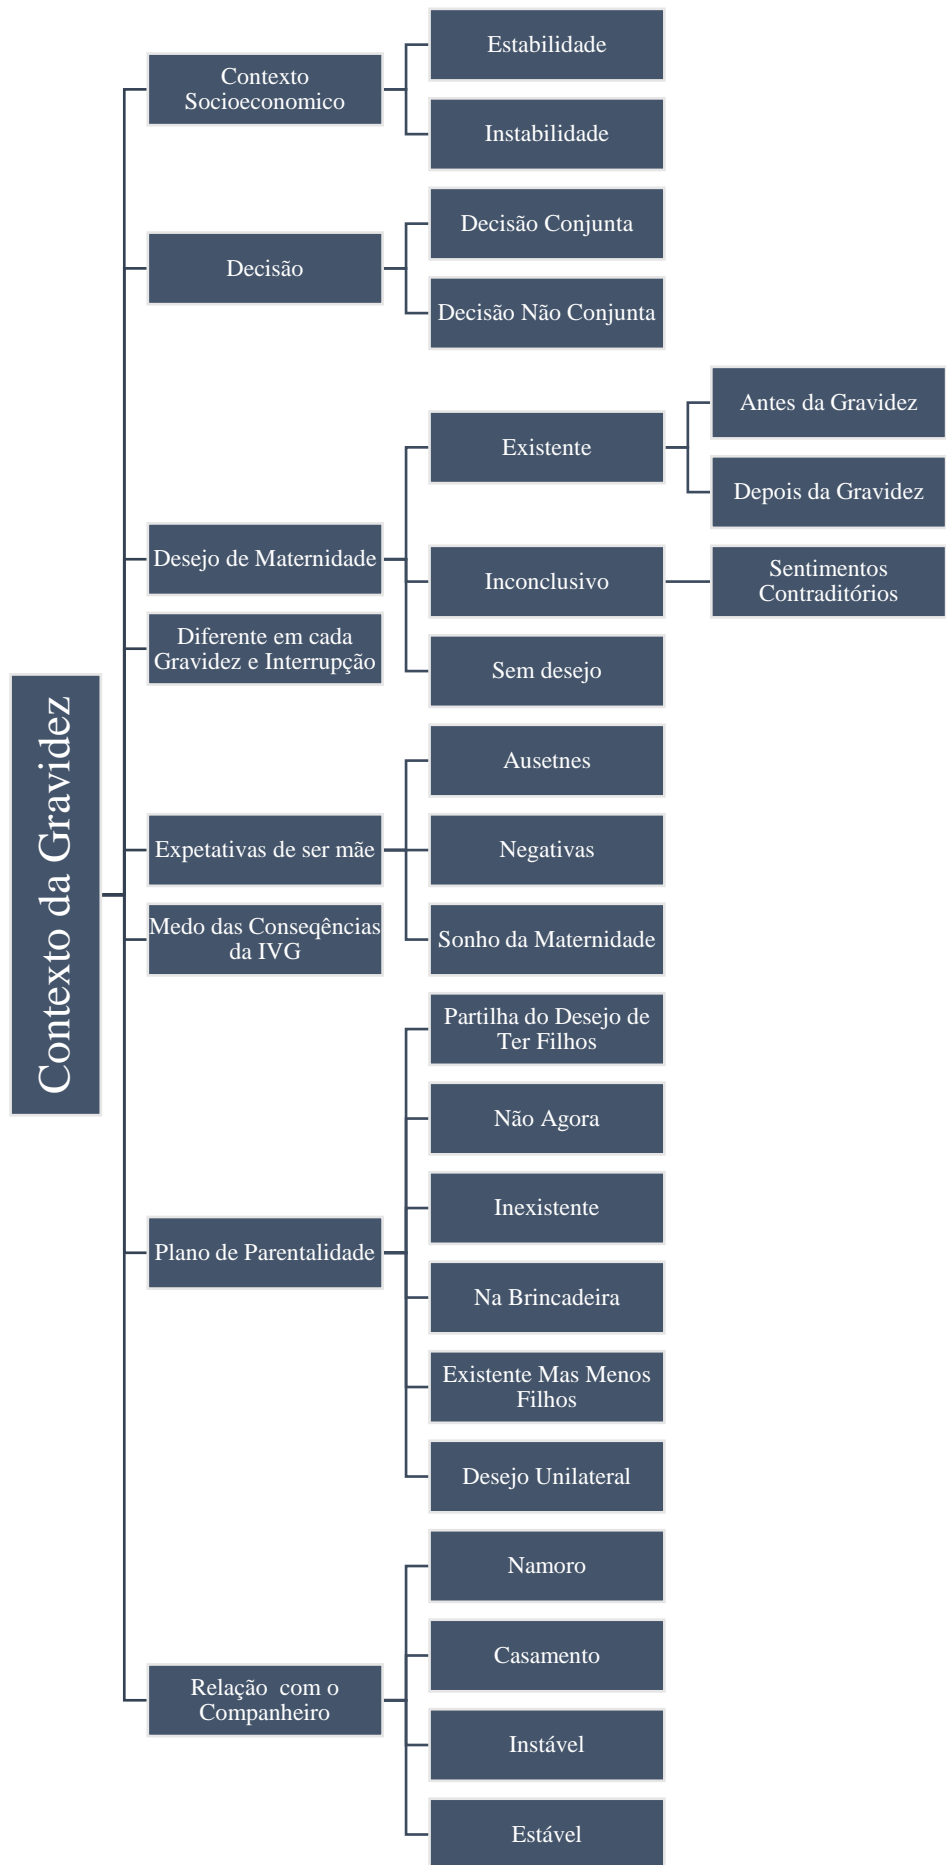 Contexto da Gravidez
Contexto
Socioeconomico
Estabilidade
Instabilidade
Decisão
Decisão Conjunta
Decisão Não Conjunta
Desejo de Maternidade
Existente
Antes da Gravidez
Depois da Gravidez
Inconclusivo
Sentimentos
Contraditórios
Sem desejo
Diferente em cada
Gravidez e Interrupção
Expetativas de ser mãe
Ausetnes
Negativas
Sonho da Maternidade
Medo das Conseqências
da IVG
Plano de Parentalidade
Partilha do Desejo de
Ter Filhos
Não Agora
Inexistente
Na Brincadeira
Existente Mas Menos
Filhos
Desejo Unilateral
Relação  com o
Companheiro
Namoro
Casamento
Instável
Estável